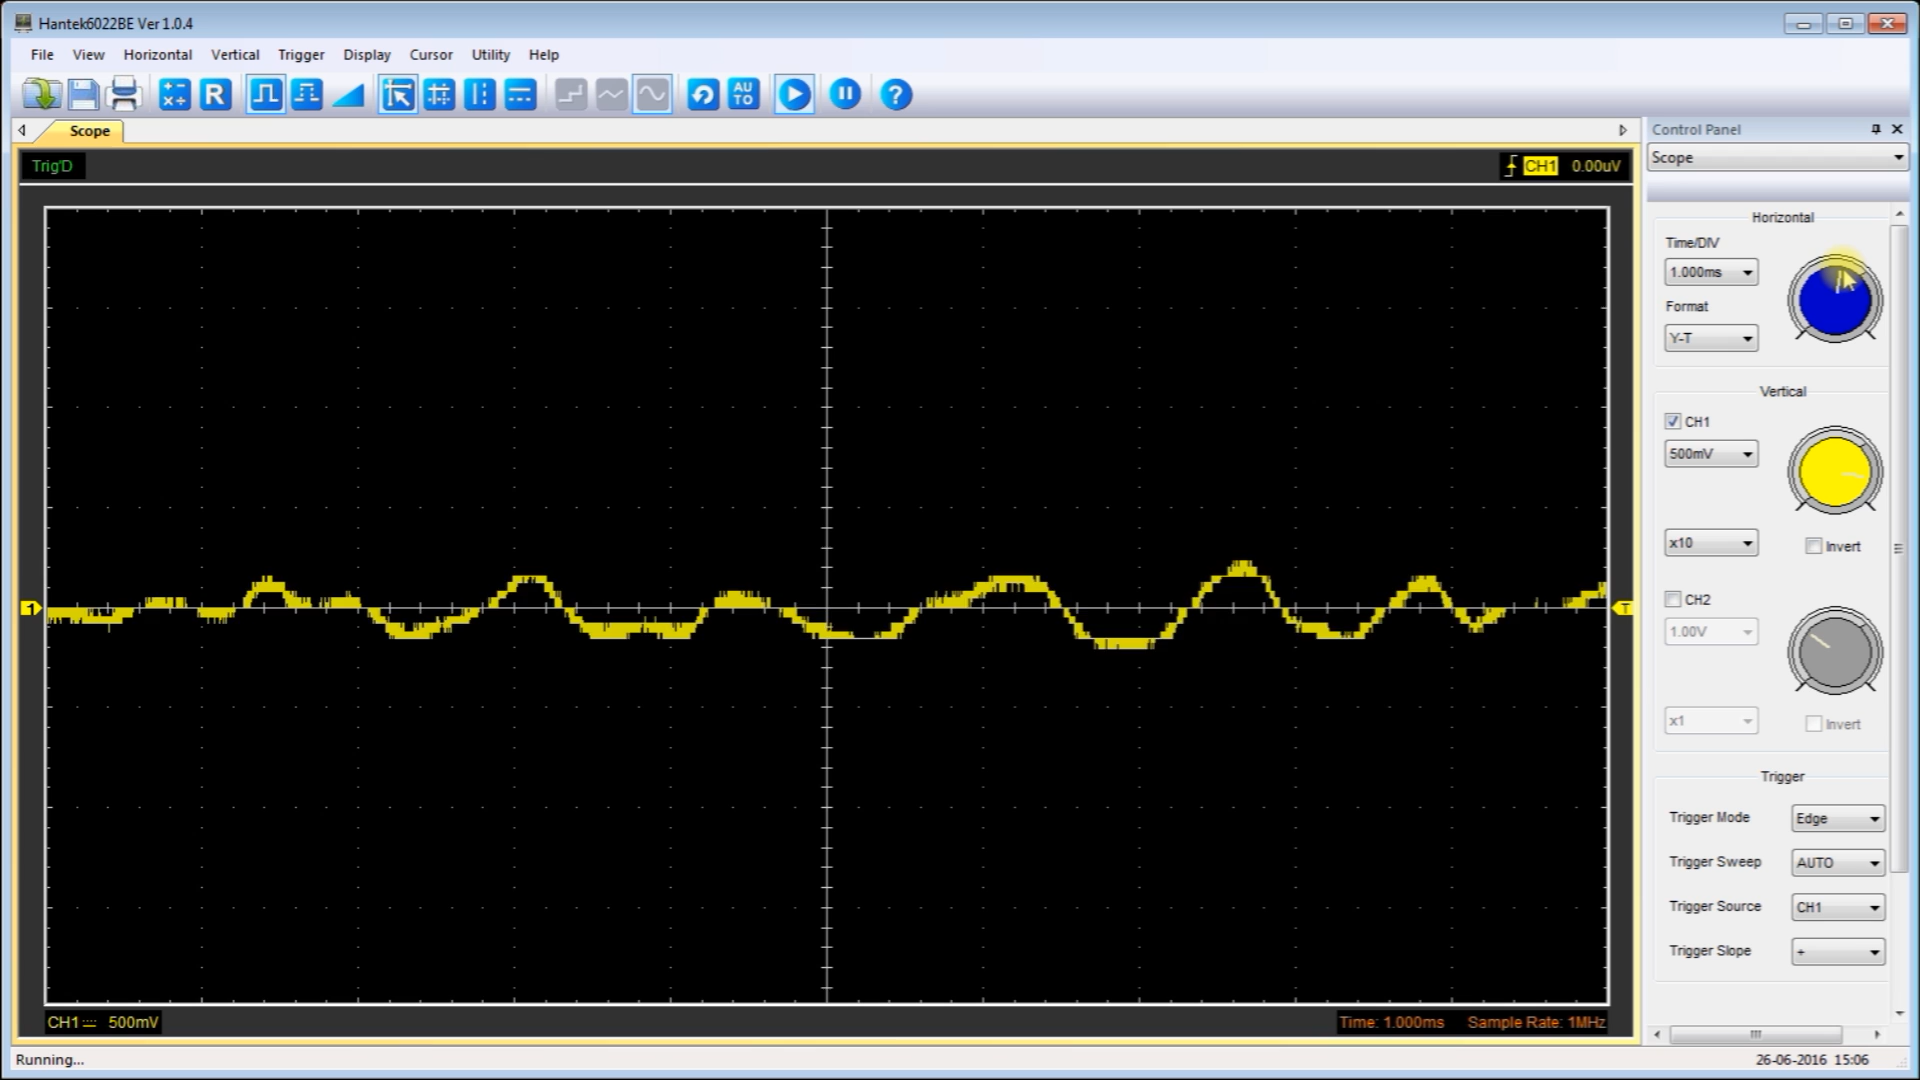 Hantek6022BE Ver 1.0.4
File View Horizontal Vertical Trigger Display Cursor Utility Help
R AU TO ?
Scope
Control Panel
Trig'D
CH1 0.00uV
Scope
Horizontal
Time/DIV
1.000ms
Format
Y-T
Vertical
CH1
500mV
x10
Invert
CH2
1.00V
x1
Invert
1
T
Trigger
Trigger Mode Edge
Trigger Sweep AUTO
Trigger Source CH1
Trigger Slope +
CH1 500mV
Time: 1.000ms Sample Rate: 1MHz
Running...
26-06-2016 15:06